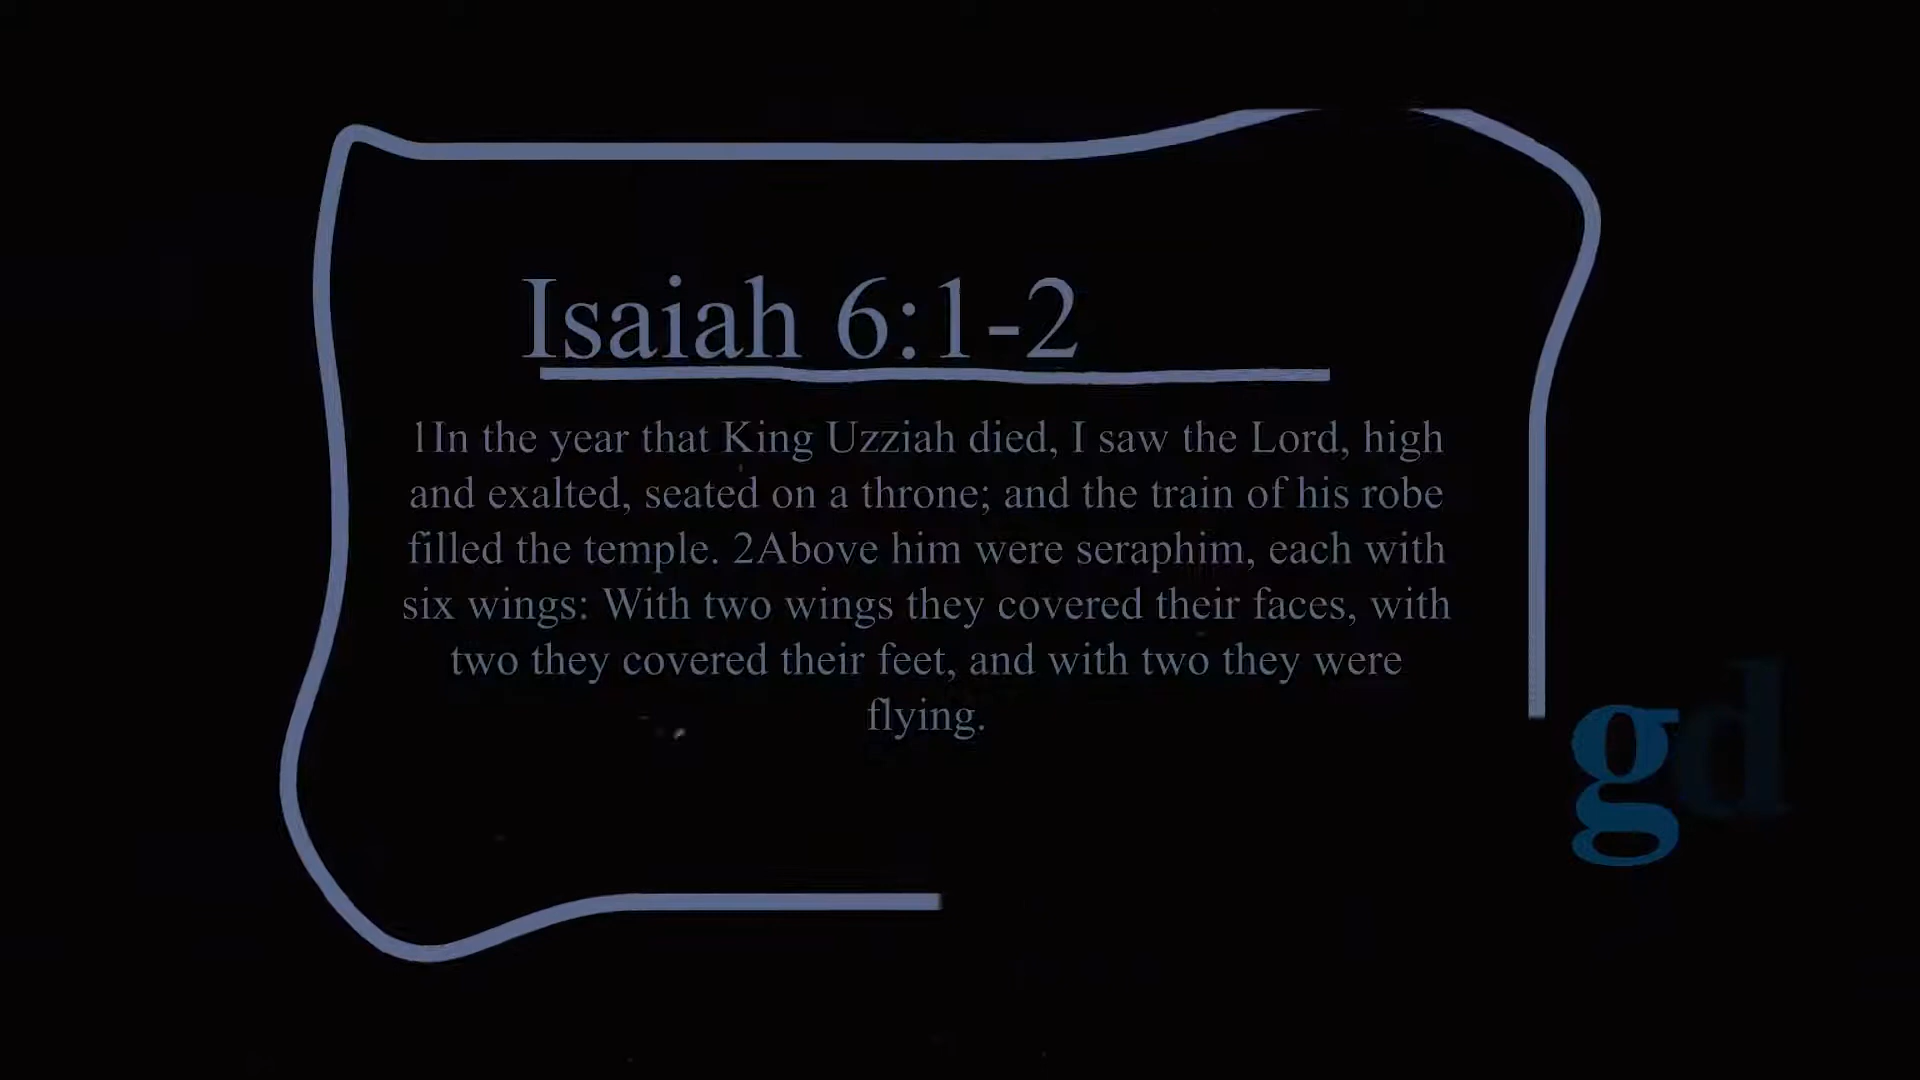 Isaiah 6:1-2
1In the year that King Uzziah died, I saw the Lord, high
and exalted, seated on a throne; and the train of his robe
filled the temple. 2Above him were seraphim, each with
six wings: With two wings they covered their faces, with
two they covered their feet, and with two they were
flying.
gd